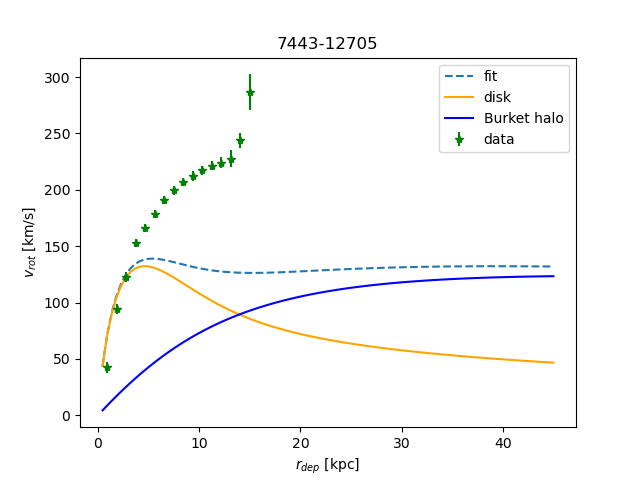 7443-12705
fit
disk
Burket halo
data
300
250
200
150
100
50
0
v_rot [km/s]
0 10 20 30 40
r_dep [kpc]